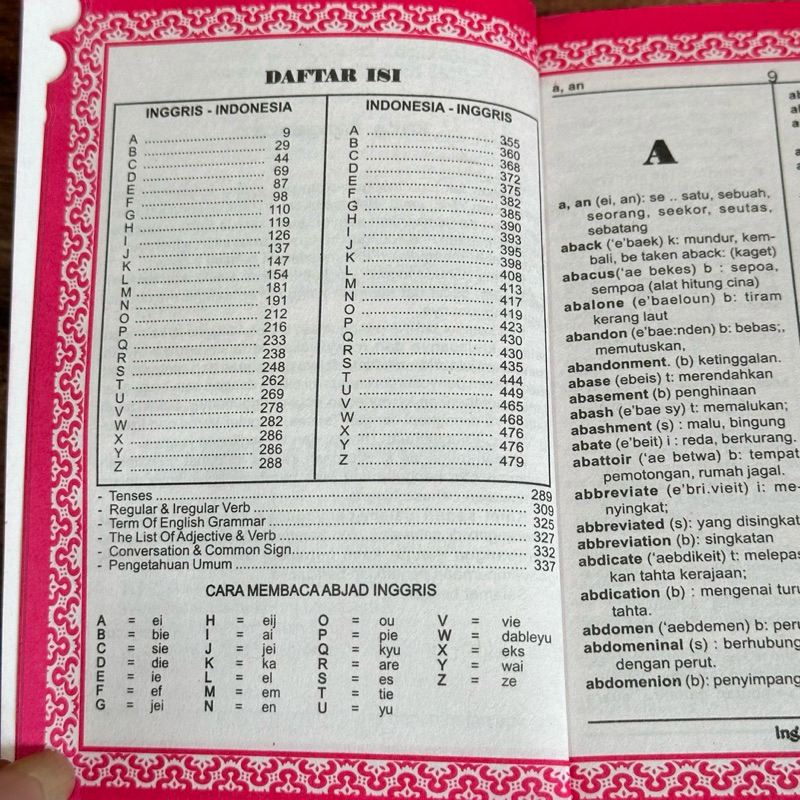 DAFTAR ISI
INGGRIS - INDONESIA
A ........ 9
B ........ 29
C ........ 44
D ........ 69
E ........ 87
F ........ 98
G ........ 110
H ........ 119
I ........ 126
J ........ 137
K ........ 147
L ........ 154
M ........ 181
N ........ 191
O ........ 212
P ........ 216
Q ........ 233
R ........ 238
S ........ 248
T ........ 262
U ........ 269
V ........ 278
W ........ 282
X ........ 286
Y ........ 286
Z ........ 288
INDONESIA - INGGRIS
A ........ 355
B ........ 360
C ........ 368
D ........ 372
E ........ 375
F ........ 382
G ........ 385
H ........ 390
I ........ 393
J ........ 395
K ........ 398
L ........ 408
M ........ 413
N ........ 417
O ........ 419
P ........ 423
Q ........ 430
R ........ 430
S ........ 435
T ........ 444
U ........ 449
V ........ 465
W ........ 468
X ........ 476
Y ........ 476
Z ........ 479
- Tenses ........ 289
- Regular & Iregular Verb ........ 309
- Term Of English Grammar ........ 325
- The List Of Adjective & Verb ........ 327
- Conversation & Common Sign ........ 332
- Pengetahuan Umum ........ 337
CARA MEMBACA ABJAD INGGRIS
A = ei
B = bie
C = sie
D = die
E = ie
F = ef
G = jei
H = eij
I = ai
J = jei
K = ka
L = el
M = em
N = en
O = ou
P = pie
Q = kyu
R = are
S = es
T = tie
U = yu
V = vie
W = dableyu
X = eks
Y = wai
Z = ze
a, an 9
A
a, an (ei, an): se .. satu, sebuah,
seorang, seekor, seutas,
sebatang
aback ('e'baek) k: mundur, kem-
bali, be taken aback: (kaget)
abacus('ae bekes) b : sepoa,
sempoa (alat hitung cina)
abalone (e'baeloun) b: tiram
kerang laut
abandon (e'bae:nden) b: bebas;,
memutuskan,
abandonment. (b) ketinggalan.
abase (ebeis) t: merendahkan
abasement (b) penghinaan
abash (e'bae sy) t: memalukan;
abashment (s) : malu, bingung
abate (e'beit) i : reda, berkurang.
abattoir ('ae betwa) b: tempat
pemotongan, rumah jagal.
abbreviate (e'bri.vieit) i: me-
nyingkat;
abbreviated (s): yang disingkat
abbreviation (b): singkatan
abdicate ('aebdikeit) t: melepas
kan tahta kerajaan;
abdication (b) : mengenai turu
tahta.
abdomen ('aebdemen) b: peru
abdomeninal (s) : berhubung
dengan perut.
abdomenion (b): penyimpang
Ing